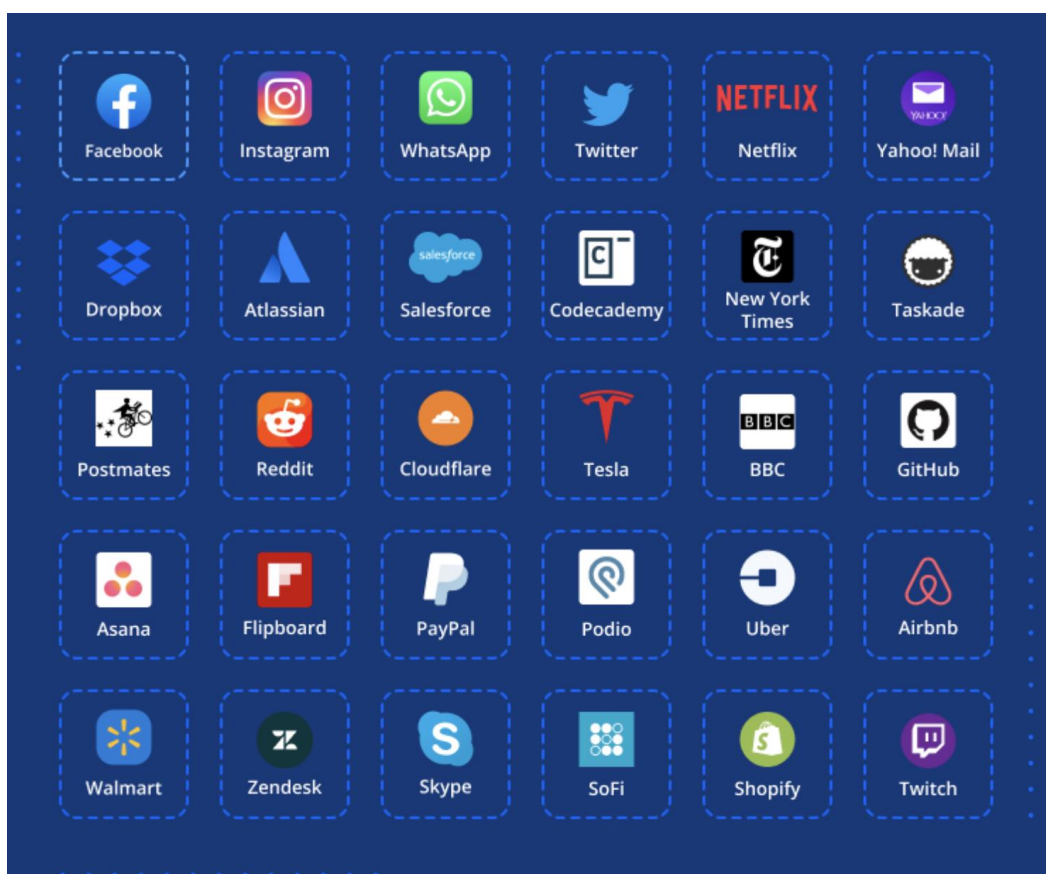 NETFLIX
YAHOO!
Facebook
Instagram
WhatsApp
Twitter
Netflix
Yahoo! Mail
salesforce
C
T
Dropbox
Atlassian
Salesforce
Codecademy
New York
Times
Taskade
BBC
Postmates
Reddit
Cloudflare
Tesla
BBC
GitHub
Asana
Flipboard
PayPal
Podio
Uber
Airbnb
S
S
Walmart
Zendesk
Skype
SoFi
Shopify
Twitch